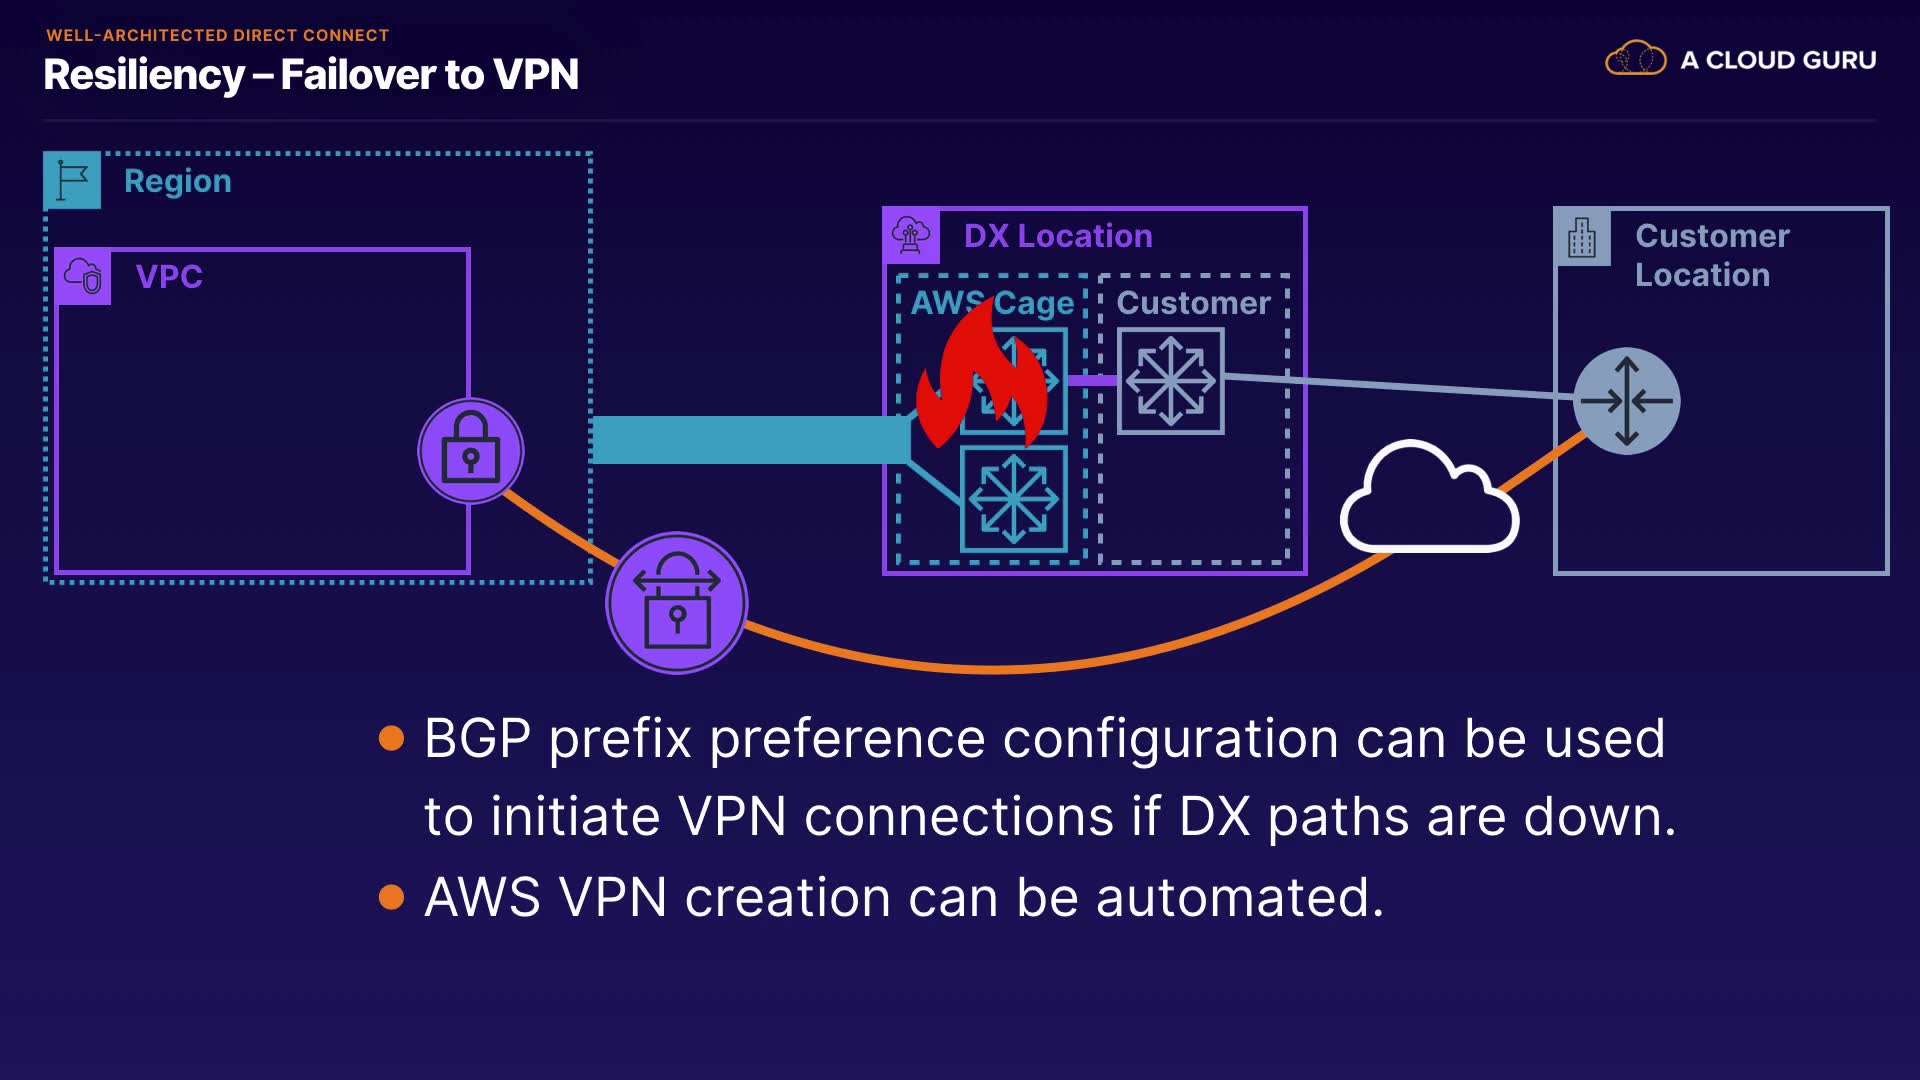 WELL-ARCHITECTED DIRECT CONNECT
Resiliency – Failover to VPN
A CLOUD GURU
Region
VPC
DX Location
AWS Cage
Customer
Customer
Location
BGP prefix preference configuration can be used
to initiate VPN connections if DX paths are down.
AWS VPN creation can be automated.